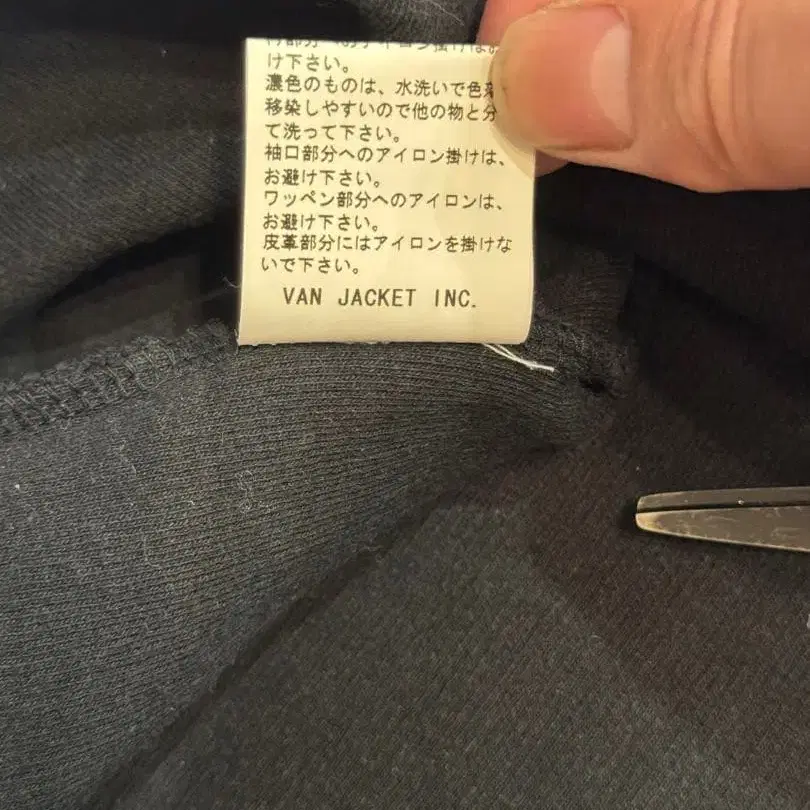 け下さい。
濃色のものは、水洗いで色
移染しやすいので他の物と分
て洗って下さい。
袖口部分へのアイロン掛けは、
お避け下さい。
ワッペン部分へのアイロンは、
お避け下さい。
皮革部分にはアイロンを掛けな
いで下さい。
VAN JACKET INC.